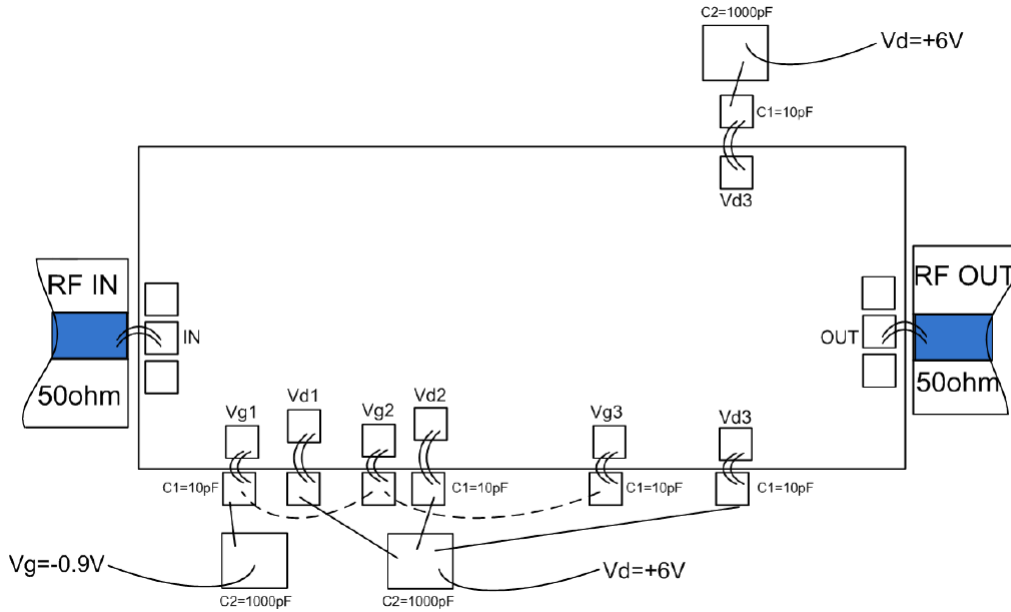 C2=1000pF
Vd=+6V
C1=10pF
Vd3
RF IN
RF OUT
IN
OUT
50ohm
50ohm
Vg1
Vd1
Vg2
Vd2
Vg3
Vd3
C1=10pF
C1=10pF
C1=10pF
C1=10pF
Vg=-0.9V
Vd=+6V
C2=1000pF
C2=1000pF